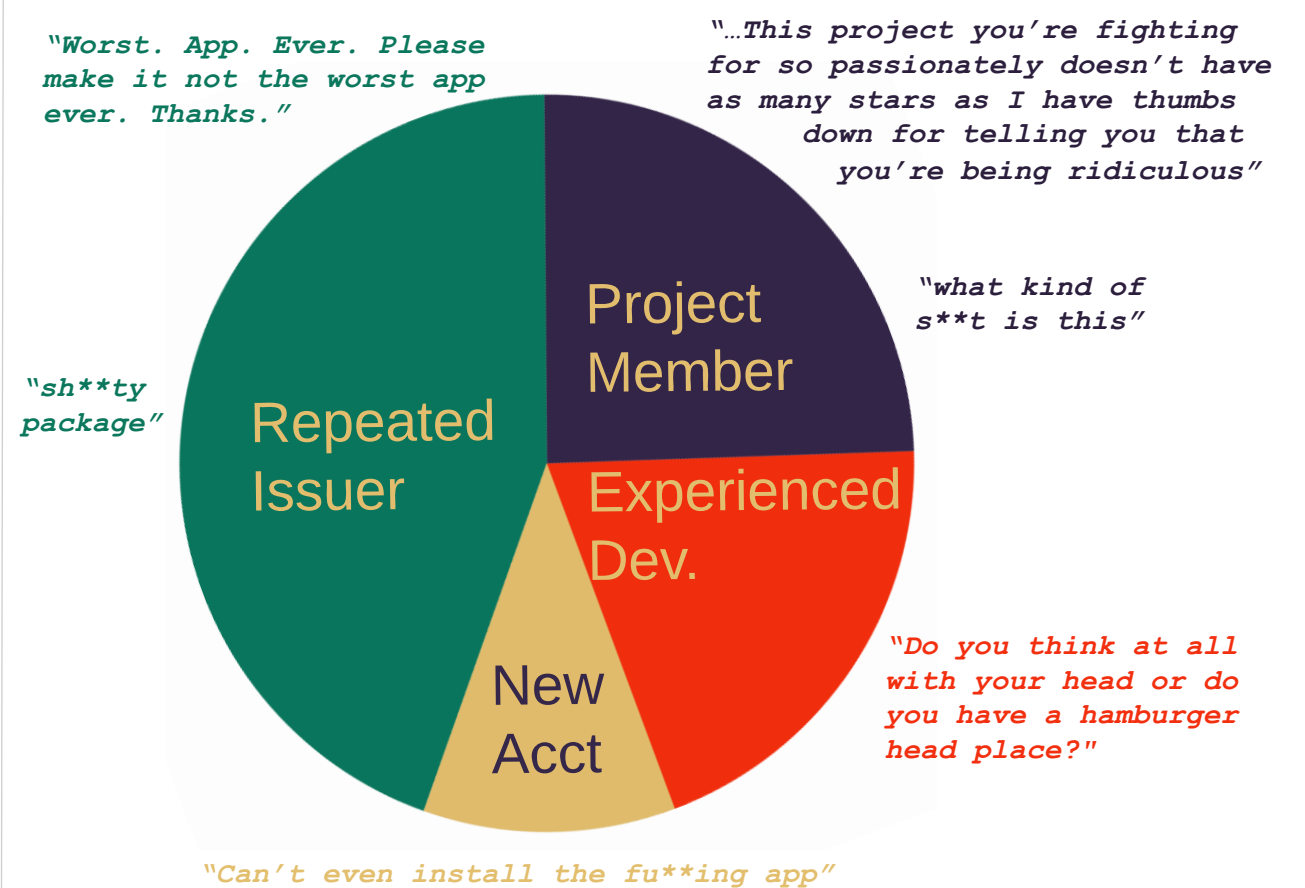 “Worst. App. Ever. Please
make it not the worst app
ever. Thanks.”
“…This project you’re fighting
for so passionately doesn’t have
as many stars as I have thumbs
down for telling you that
you’re being ridiculous”
Project
Member
“what kind of
s**t is this”
“sh**ty
package”
Repeated
Issuer
Experienced
Dev.
“Do you think at all
with your head or do
you have a hamburger
head place?"
New
Acct
“Can’t even install the fu**ing app”